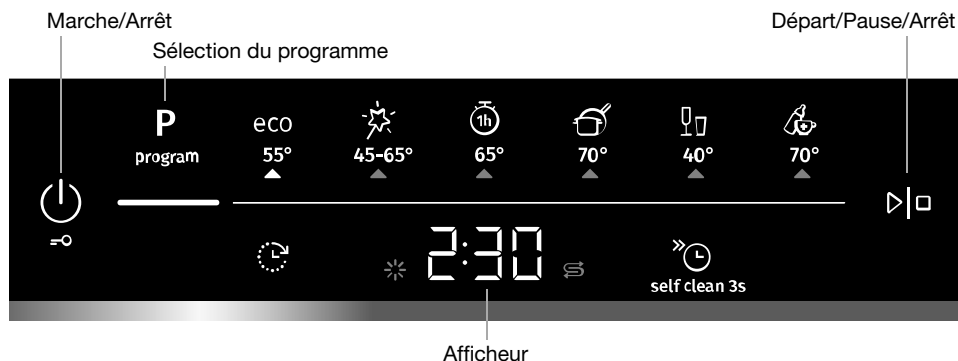 Marche/Arrêt
Départ/Pause/Arrêt
Sélection du programme
P
program
eco
55°
45-65°
1h
65°
70°
40°
70°
2:30
self clean 3s
Afficheur